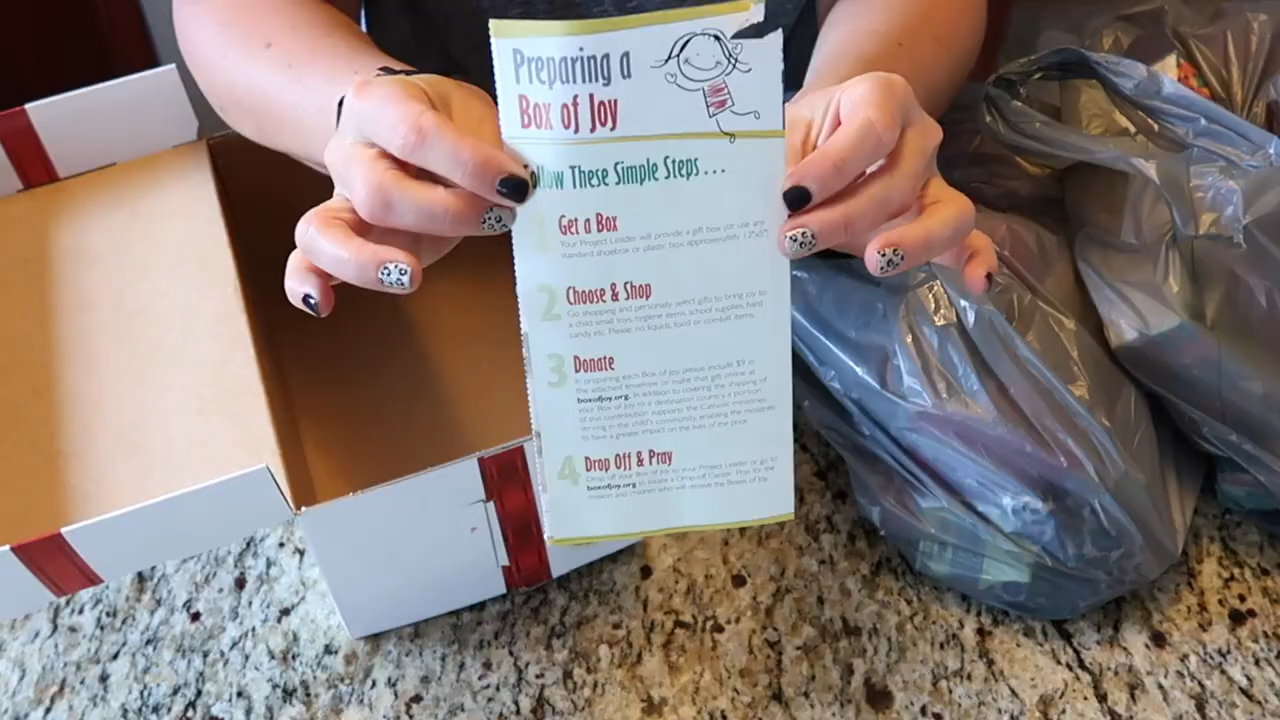 Preparing a
Box of Joy
ollow These Simple Steps . . .
1 Get a Box
Your Project Leader will provide a gift box (or use any
standard shoebox or plastic box approximately 12"x5"
2 Choose & Shop
Go shopping and personally select gifts to bring joy to
a child: small toys, hygiene items, school supplies, hard
candy etc. Please, no liquids, food or combat items.
3 Donate
In preparing each Box of Joy please include $9 in
the attached envelope or make that gift online at
boxofjoy.org. In addition to covering the shipping of
your Box of Joy to a destination country, a portion
of this contribution supports the Catholic ministries
serving in the child's community, enabling the ministries
to have a greater impact on the lives of the poor.
4 Drop Off & Pray
Drop off your Box of Joy to your Project Leader or go to
boxofjoy.org to locate a Drop-off Center. Pray for the
mission and children who will receive the Boxes of Joy.